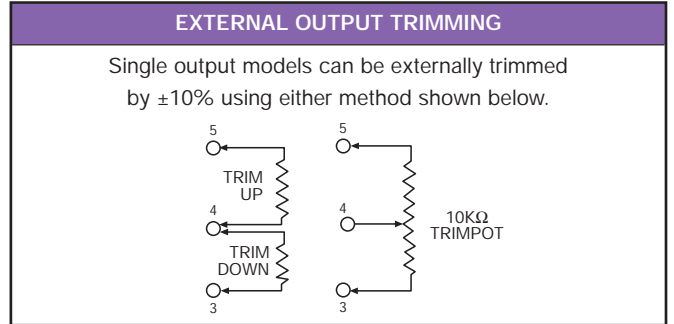 EXTERNAL OUTPUT TRIMMING
Single output models can be externally trimmed
by ±10% using either method shown below.
5
TRIM
UP
4
TRIM
DOWN
3
5
4
10KΩ
TRIMPOT
3